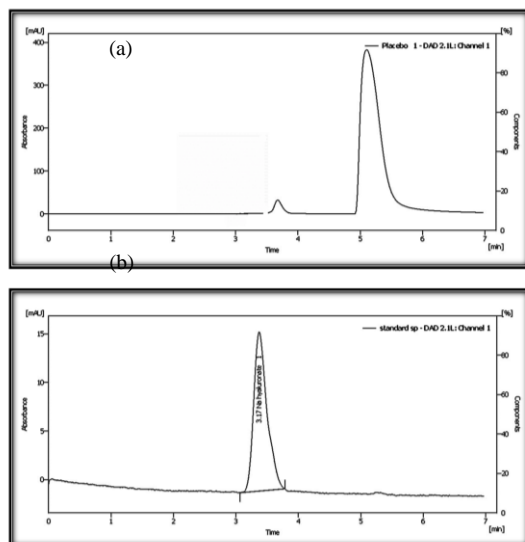 [mAU]
(a)
Placebo 1 - DAD 2.1L: Channel 1
[%]
400
300
200
100
0
Absorbance
80
60
40
20
0
Components
0 1 2 3 4 5 6 7
Time
[min]
(b)
[mAU]
standard sp - DAD 2.1L: Channel 1
[%]
15
10
5
0
Absorbance
3.17 Na hyaluronate
80
60
40
20
0
Components
0 1 2 3 4 5 6 7
Time
[min]